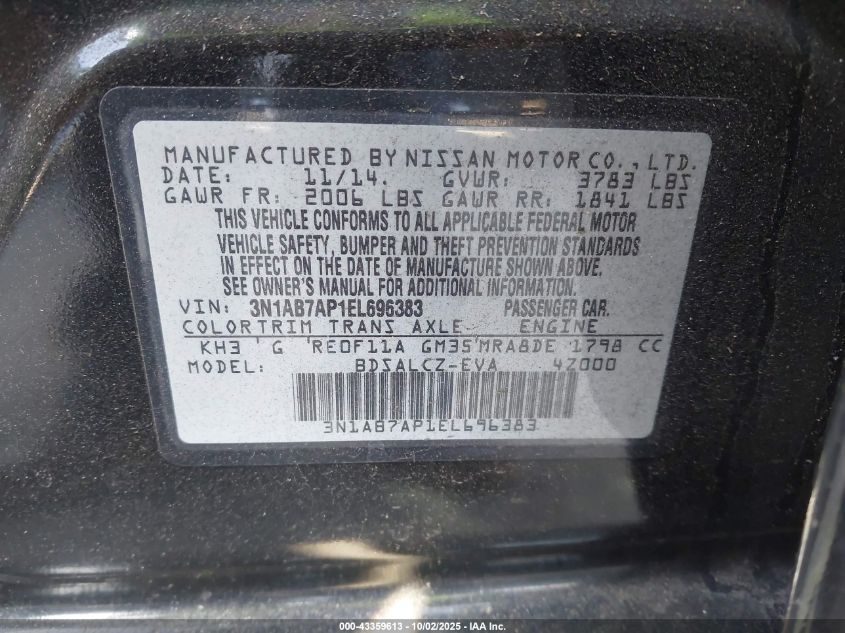 MANUFACTURED BY NISSAN MOTOR CO., LTD.
DATE: 11/14. GVWR: 3783 LBS
GAWR FR: 2006 LBS GAWR RR: 1841 LBS
THIS VEHICLE CONFORMS TO ALL APPLICABLE FEDERAL MOTOR
VEHICLE SAFETY, BUMPER AND THEFT PREVENTION STANDARDS
IN EFFECT ON THE DATE OF MANUFACTURE SHOWN ABOVE.
SEE OWNER'S MANUAL FOR ADDITIONAL INFORMATION.
VIN: 3N1AB7AP1EL696383 PASSENGER CAR.
COLOR TRIM TRANS AXLE ENGINE
KH3 ' G 'RE0F11A GM35'MRA8DE 1798 CC
MODEL: BDSALCZ-EVA 4Z000
3N1AB7AP1EL696383
000-43359613 - 10/02/2025 - IAA, Inc.